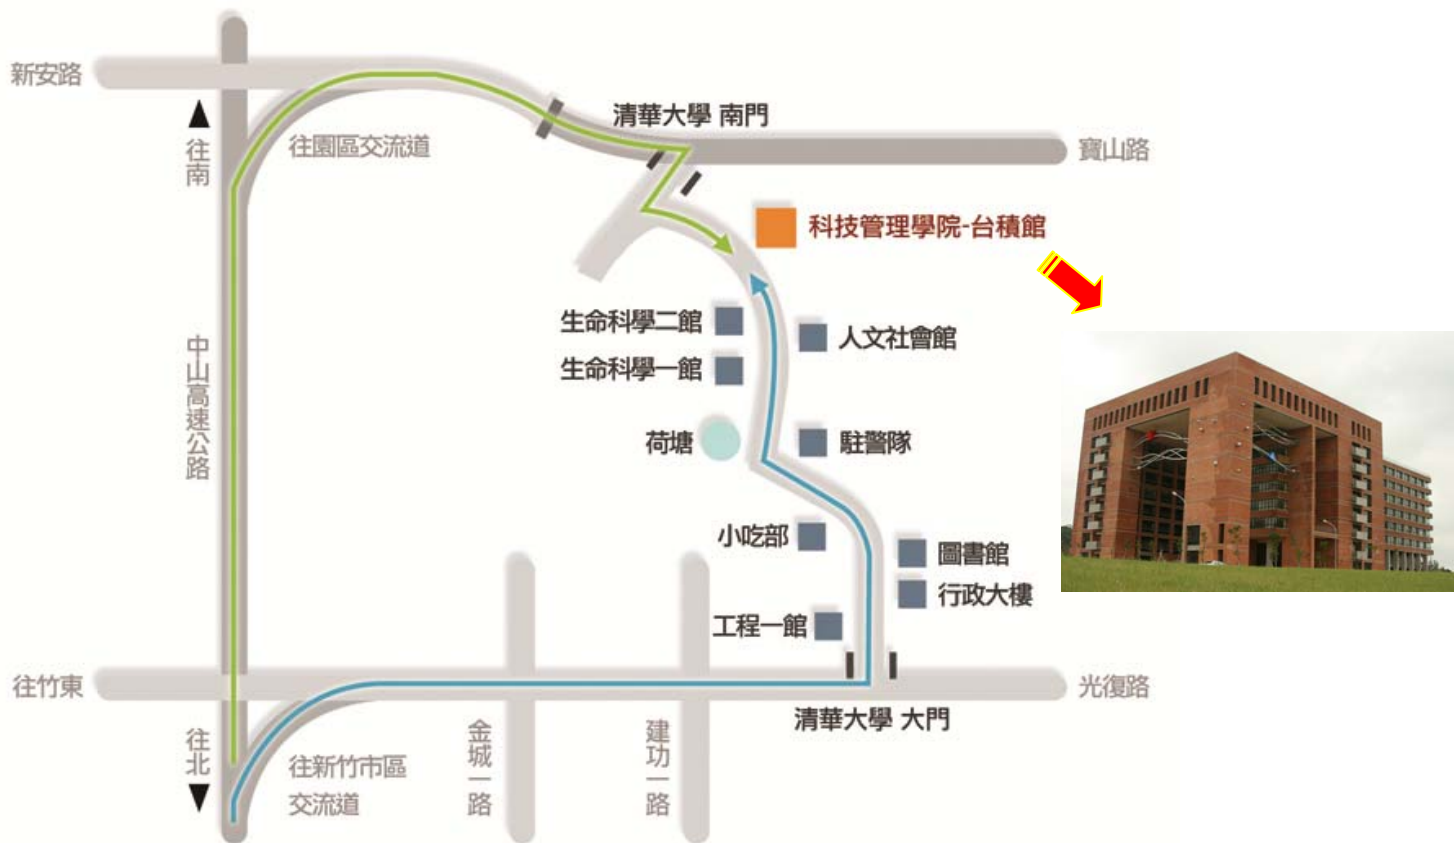 新安路
清華大學 南門
往南
往園區交流道
寶山路
科技管理學院-台積館
生命科學二館
人文社會館
生命科學一館
中山高速公路
荷塘
駐警隊
小吃部
圖書館
行政大樓
工程一館
往竹東
光復路
清華大學 大門
往北
金城一路
建功一路
往新竹市區
交流道